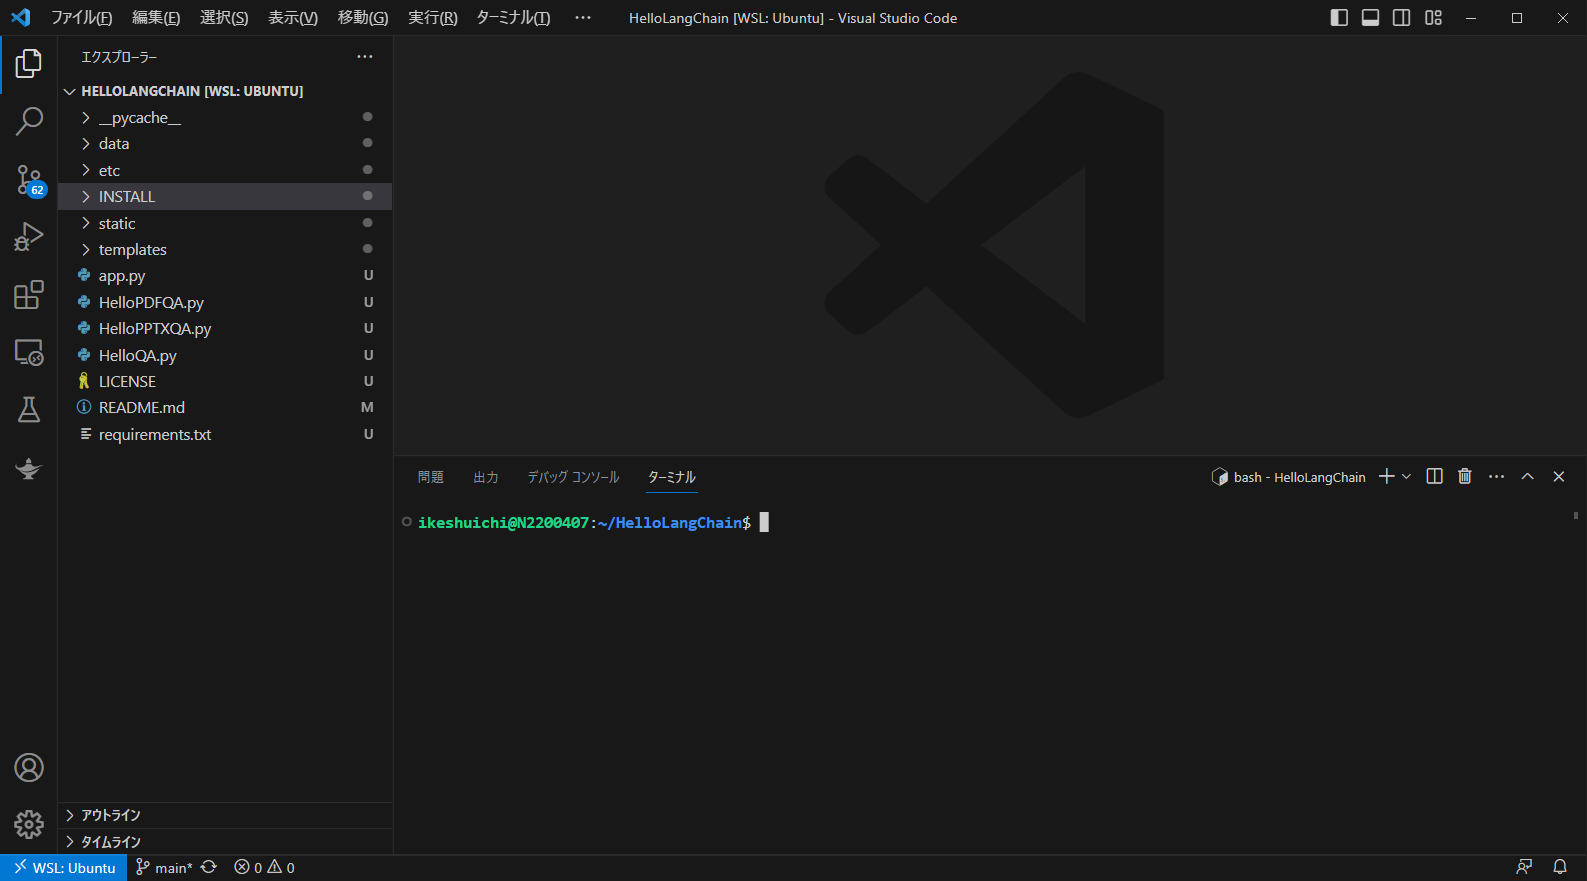 ファイル(F) 編集(E) 選択(S) 表示(V) 移動(G) 実行(R) ターミナル(T) ··· HelloLangChain [WSL: Ubuntu] - Visual Studio Code
エクスプローラー ···
HELLOLANGCHAIN [WSL: UBUNTU]
__pycache__
data
etc
INSTALL
62
static
templates
app.py U
HelloPDFQA.py U
HelloPPTXQA.py U
HelloQA.py U
LICENSE U
README.md M
requirements.txt U
問題 出力 デバッグ コンソール ターミナル bash - HelloLangChain
ikeshuichi@N2200407:~/HelloLangChain$
アウトライン
タイムライン
WSL: Ubuntu main* 0 0